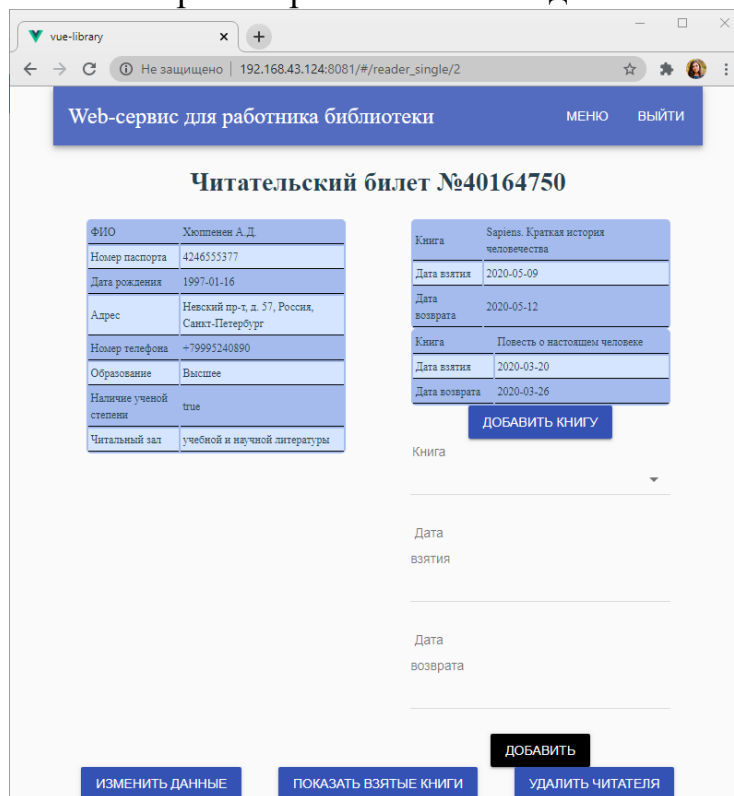 vue-library
Не защищено | 192.168.43.124:8081/#/reader_single/2
Web-сервис для работника библиотеки
МЕНЮ
ВЫЙТИ
Читательский билет №40164750
ФИО Хюппенен А.Д.
Номер паспорта 4246555377
Дата рождения 1997-01-16
Адрес Невский пр-т, д. 57, Россия,
Санкт-Петербург
Номер телефона +79995240890
Образование Высшее
Наличие ученой
степени true
Читальный зал учебной и научной литературы
Книга Sapiens. Краткая история
человечества
Дата взятия 2020-05-09
Дата
возврата 2020-05-12
Книга Повесть о настоящем человеке
Дата взятия 2020-03-20
Дата возврата 2020-03-26
ДОБАВИТЬ КНИГУ
Книга
Дата
взятия
Дата
возврата
ДОБАВИТЬ
ИЗМЕНИТЬ ДАННЫЕ
ПОКАЗАТЬ ВЗЯТЫЕ КНИГИ
УДАЛИТЬ ЧИТАТЕЛЯ